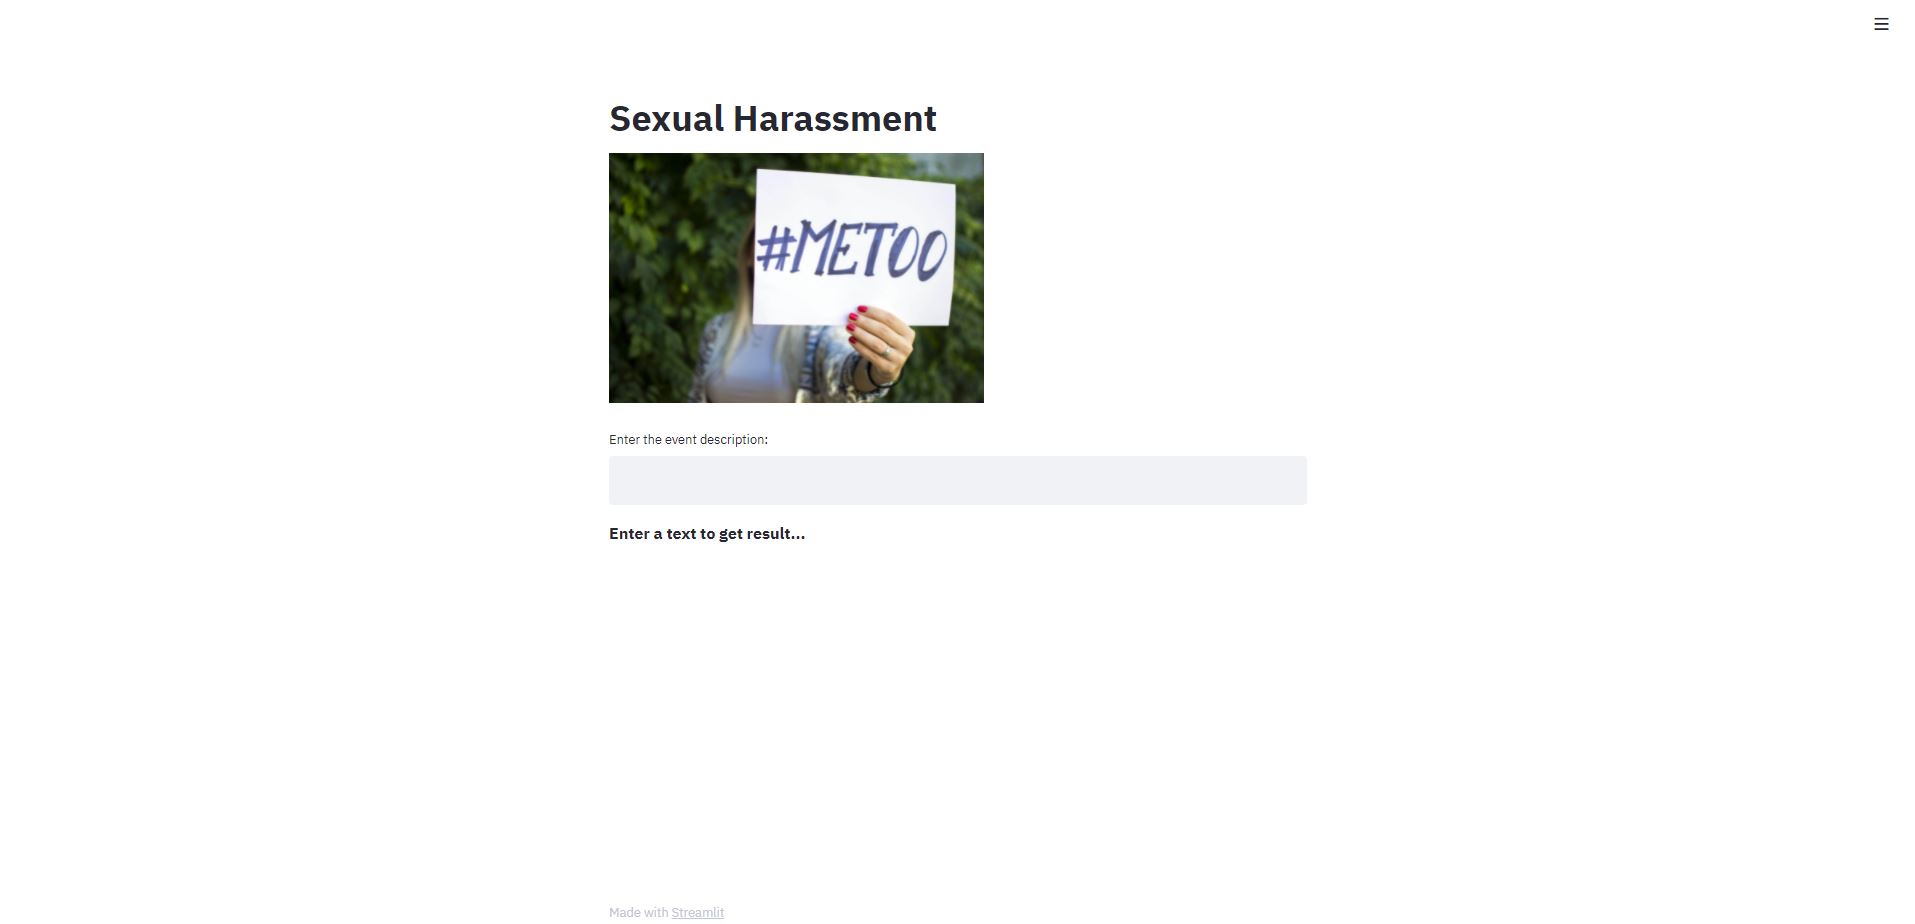 Sexual Harassment
#METOO
Enter the event description:
Enter a text to get result...
Made with Streamlit